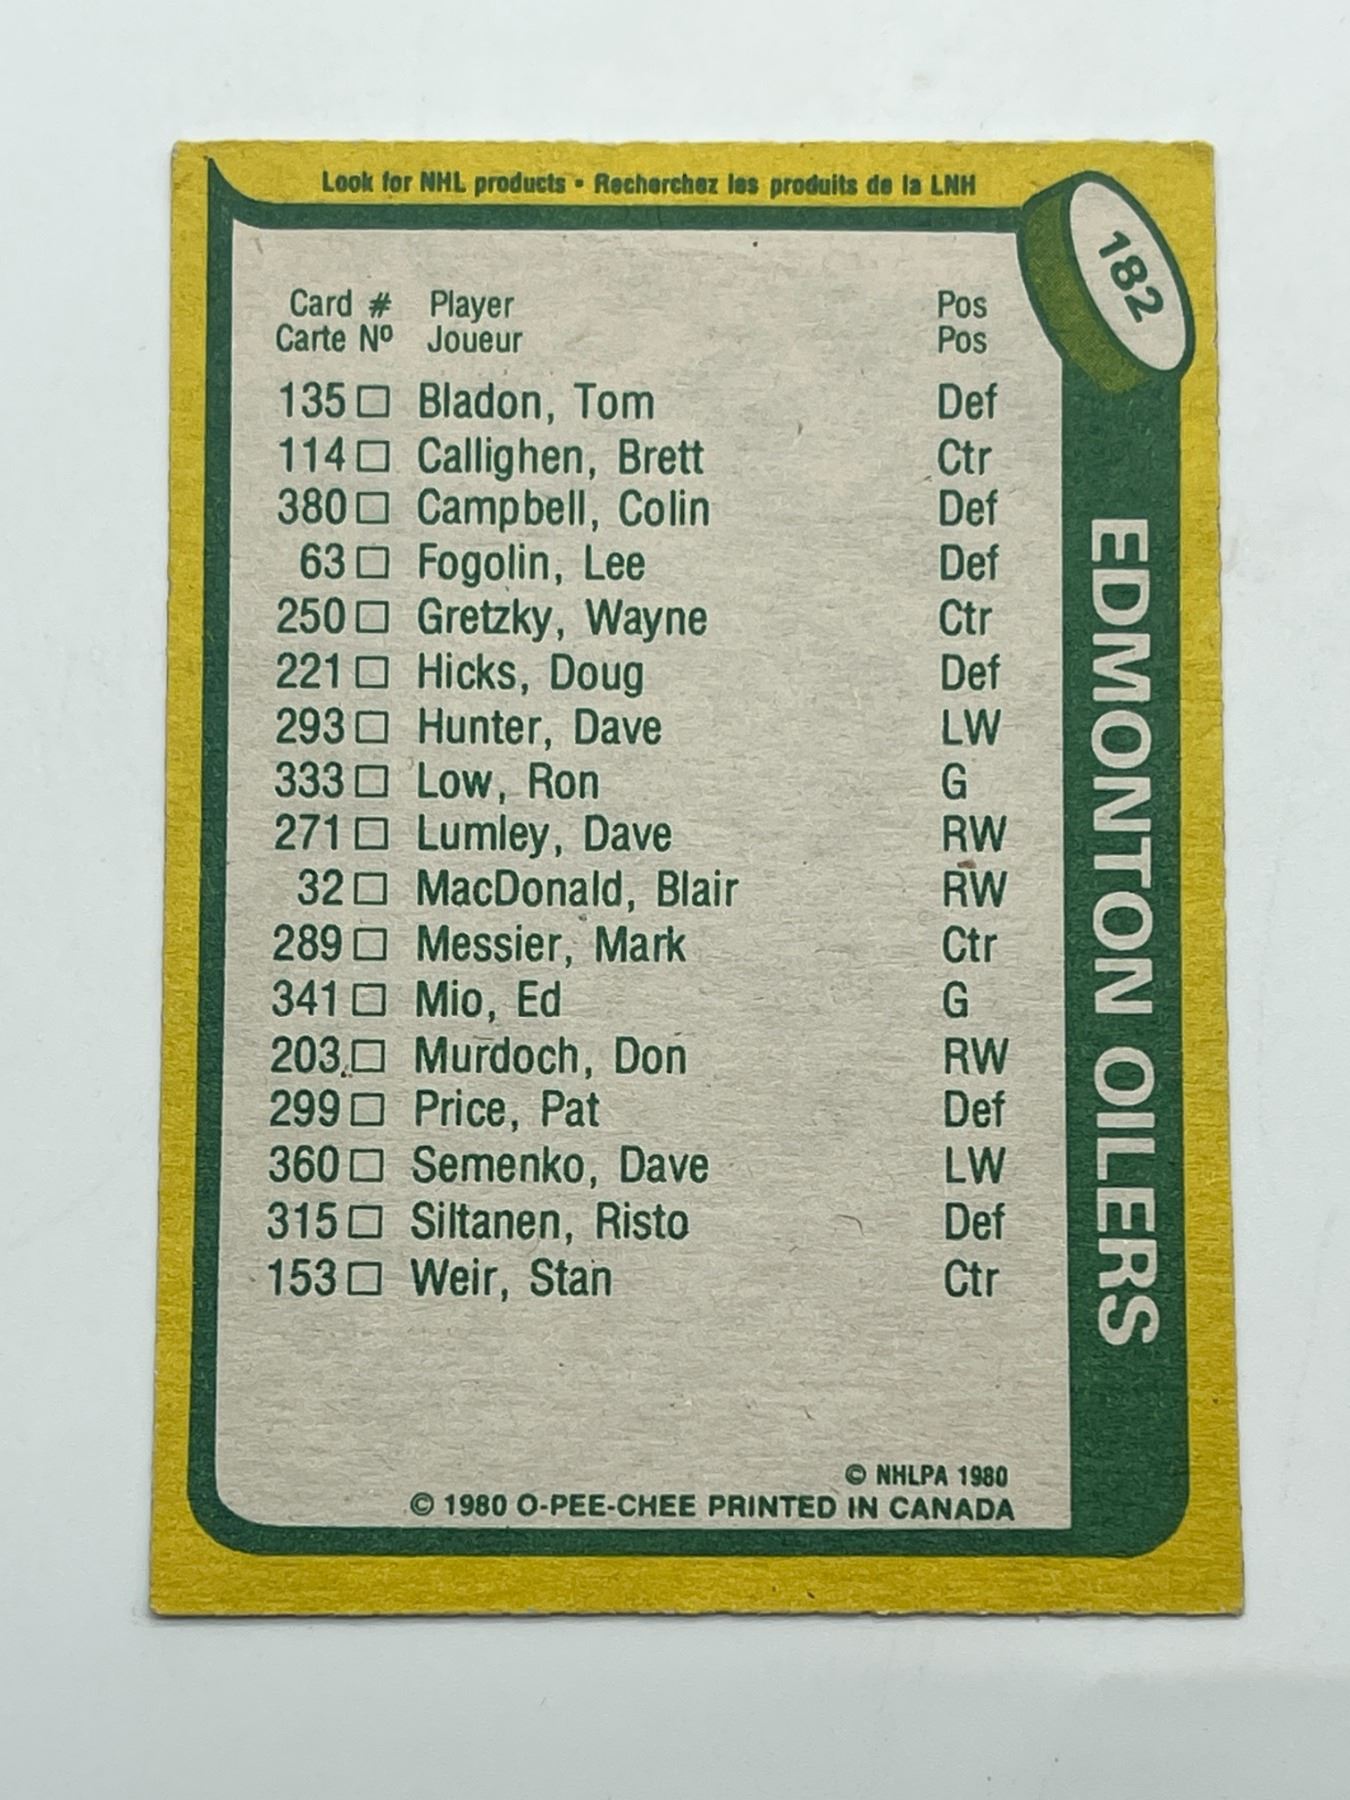 Look for NHL products • Recherchez les produits de la LNH
182
Card # Player Pos
Carte Nº Joueur Pos
135 □ Bladon, Tom Def
114 □ Callighen, Brett Ctr
380 □ Campbell, Colin Def
63 □ Fogolin, Lee Def
250 □ Gretzky, Wayne Ctr
221 □ Hicks, Doug Def
293 □ Hunter, Dave LW
333 □ Low, Ron G
271 □ Lumley, Dave RW
32 □ MacDonald, Blair RW
289 □ Messier, Mark Ctr
341 □ Mio, Ed G
203 □ Murdoch, Don RW
299 □ Price, Pat Def
360 □ Semenko, Dave LW
315 □ Siltanen, Risto Def
153 □ Weir, Stan Ctr
EDMONTON OILERS
© NHLPA 1980
© 1980 O-PEE-CHEE PRINTED IN CANADA